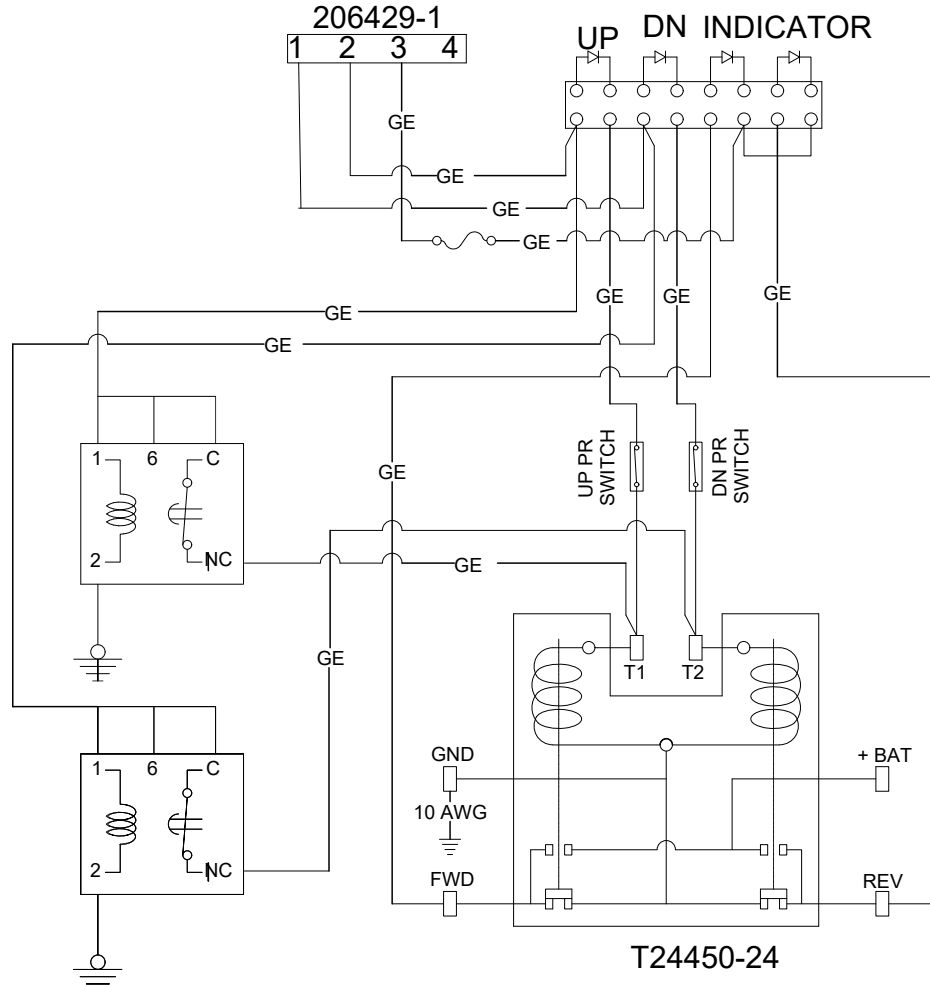 206429-1
1 2 3 4
UP DN INDICATOR
GE
GE
GE
GE
GE GE GE
GE
GE
UP PR
SWITCH
DN PR
SWITCH
GE
1 6 C
2 NC
GE
GE
T1 T2
1 6 C
2 NC
GND
+ BAT
10 AWG
FWD
REV
T24450-24